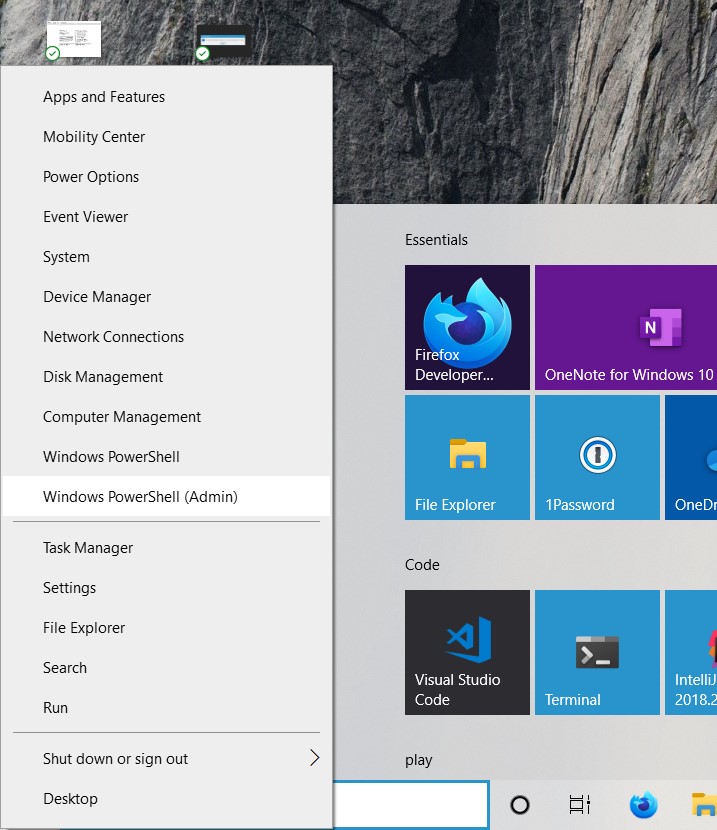 Apps and Features
Mobility Center
Power Options
Event Viewer
System
Device Manager
Network Connections
Disk Management
Computer Management
Windows PowerShell
Windows PowerShell (Admin)
Task Manager
Settings
File Explorer
Search
Run
Shut down or sign out
Desktop
Essentials
Firefox
Developer...
N
OneNote for Windows 10
File Explorer
1Password
OneDr
Code
Visual Studio
Code
Terminal
IntelliJ
2018.2
play